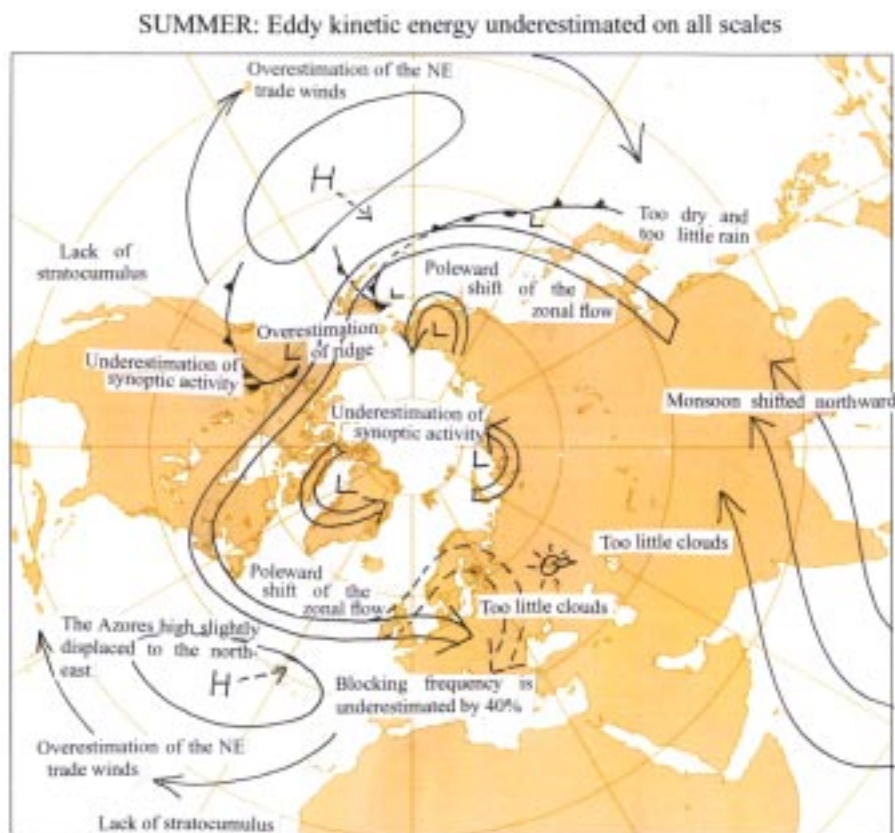 SUMMER: Eddy kinetic energy underestimated on all scales
Overestimation of the NE
trade winds
H
L
Too dry and
too little rain
Lack of
stratocumulus
Poleward
shift of the
zonal flow
L
Overestimation
of ridge
L
L
Underestimation of
synoptic activity
Monsoon shifted northward
Underestimation of
synoptic activity
L
L
Too little clouds
Poleward
shift of the
zonal flow
Too little clouds
The Azores high slightly
displaced to the north-
east
H
L
Blocking frequency is
underestimated by 40%
Overestimation of the NE
trade winds
Lack of stratocumulus